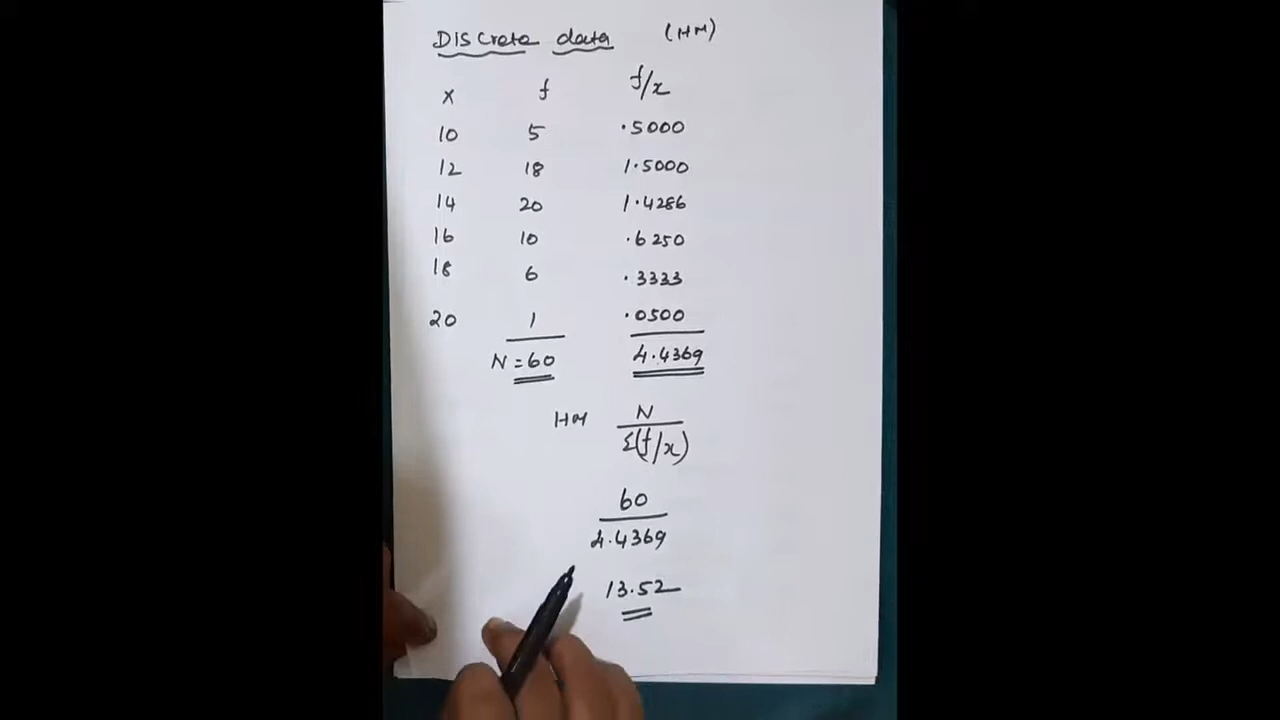 DIScrete data (HM)
x f f/x
10 5 .5000
12 18 1.5000
14 20 1.4286
16 10 .6250
18 6 .3333
20 1 .0500
N = 60 4.4369
HM N
Σ(f/x)
60
4.4369
13.52